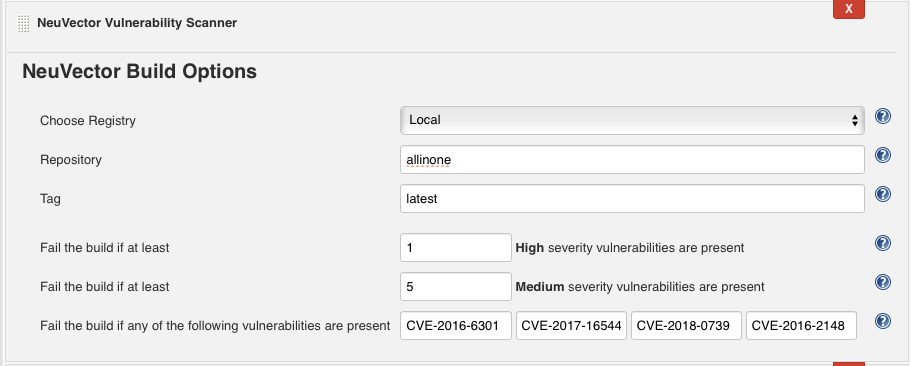 X
NeuVector Vulnerability Scanner
NeuVector Build Options
Choose Registry Local ?
Repository allinone ?
Tag latest ?
Fail the build if at least 1 High severity vulnerabilities are present ?
Fail the build if at least 5 Medium severity vulnerabilities are present ?
Fail the build if any of the following vulnerabilities are present CVE-2016-6301 CVE-2017-16544 CVE-2018-0739 CVE-2016-2148 ?